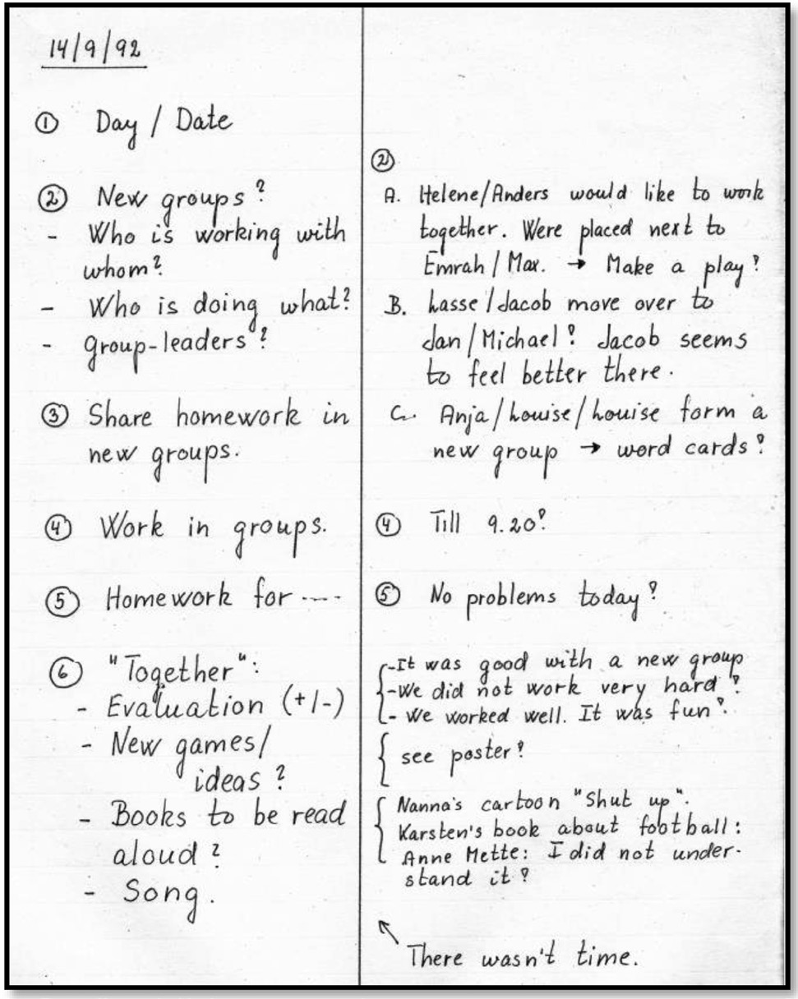 14/9/92
① Day / Date
② New groups?
- Who is working with
whom?
- Who is doing what?
- group-leaders?
③ Share homework in
new groups.
④ Work in groups.
⑤ Homework for ----
⑥ "Together":
- Evaluation (+/-)
- New games/
ideas?
- Books to be read
aloud?
- Song.
②
A. Helene/Anders would like to work
together. Were placed next to
Emrah/Max. → Make a play!
B. Lasse/Jacob move over to
Jan/Michael! Jacob seems
to feel better there.
C. Anja/Louise/Louise form a
new group → word cards!
④ Till 9.20!
⑤ No problems today!
-It was good with a new group
-We did not work very hard!
- We worked well. It was fun!
see poster!
Nanna's cartoon "Shut up".
Karsten's book about football:
Anne Mette: I did not under-
stand it!
There wasn't time.